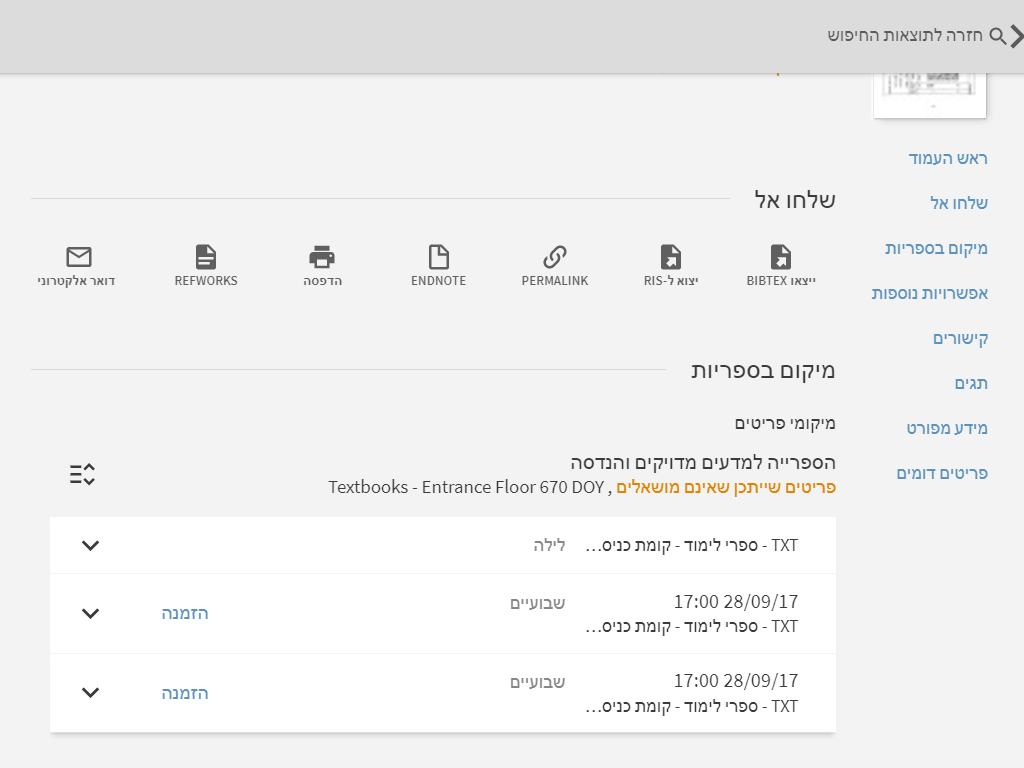 חזרה לתוצאות החיפוש
ראש העמוד
שלחו אל
מיקום בספריות
אפשרויות נוספות
קישורים
תגים
מידע מפורט
פריטים דומים
שלחו אל
ייצאו BIBTEX
יצוא ל-RIS
PERMALINK
ENDNOTE
הדפסה
REFWORKS
דואר אלקטרוני
מיקום בספריות
מיקומי פריטים
הספרייה למדעים מדויקים והנדסה
פריטים שייתכן שאינם מושאלים , Textbooks - Entrance Floor 670 DOY
TXT - ספרי לימוד - קומת כניס... לילה
28/09/17 17:00 שבועיים הזמנה
TXT - ספרי לימוד - קומת כניס...
28/09/17 17:00 שבועיים הזמנה
TXT - ספרי לימוד - קומת כניס...